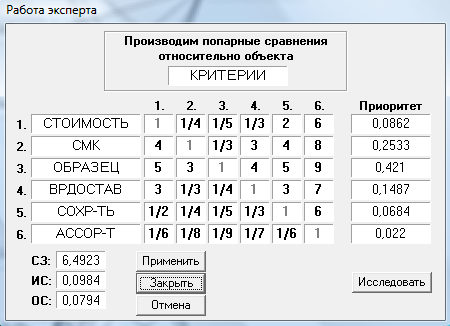 Работа эксперта
Производим попарные сравнения
относительно объекта
КРИТЕРИИ
1. 2. 3. 4. 5. 6. Приоритет
1. СТОИМОСТЬ 1 1/4 1/5 1/3 2 6 0,0862
2. СМК 4 1 1/3 3 4 8 0,2533
3. ОБРАЗЕЦ 5 3 1 4 5 9 0,421
4. ВРДОСТАВ 3 1/3 1/4 1 3 7 0,1487
5. СОХР-ТЬ 1/2 1/4 1/5 1/3 1 6 0,0684
6. АССОР-Т 1/6 1/8 1/9 1/7 1/6 1 0,022
СЗ: 6,4923 Применить
ИС: 0,0984 Закрыть Исследовать
ОС: 0,0794 Отмена